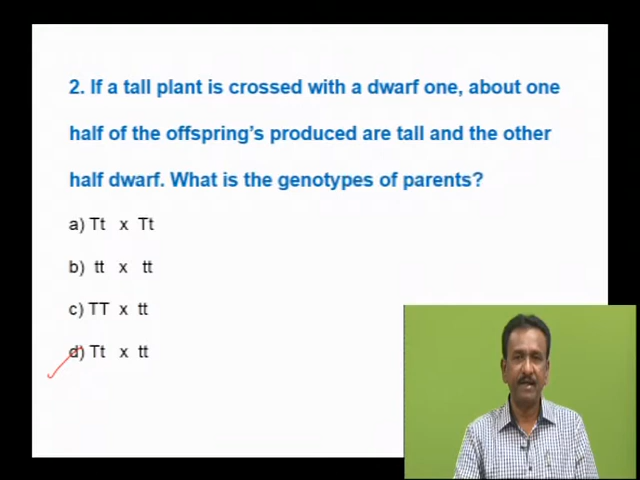 2. If a tall plant is crossed with a dwarf one, about one
half of the offspring's produced are tall and the other
half dwarf. What is the genotypes of parents?
a) Tt x Tt
b) tt x tt
c) TT x tt
d) Tt x tt